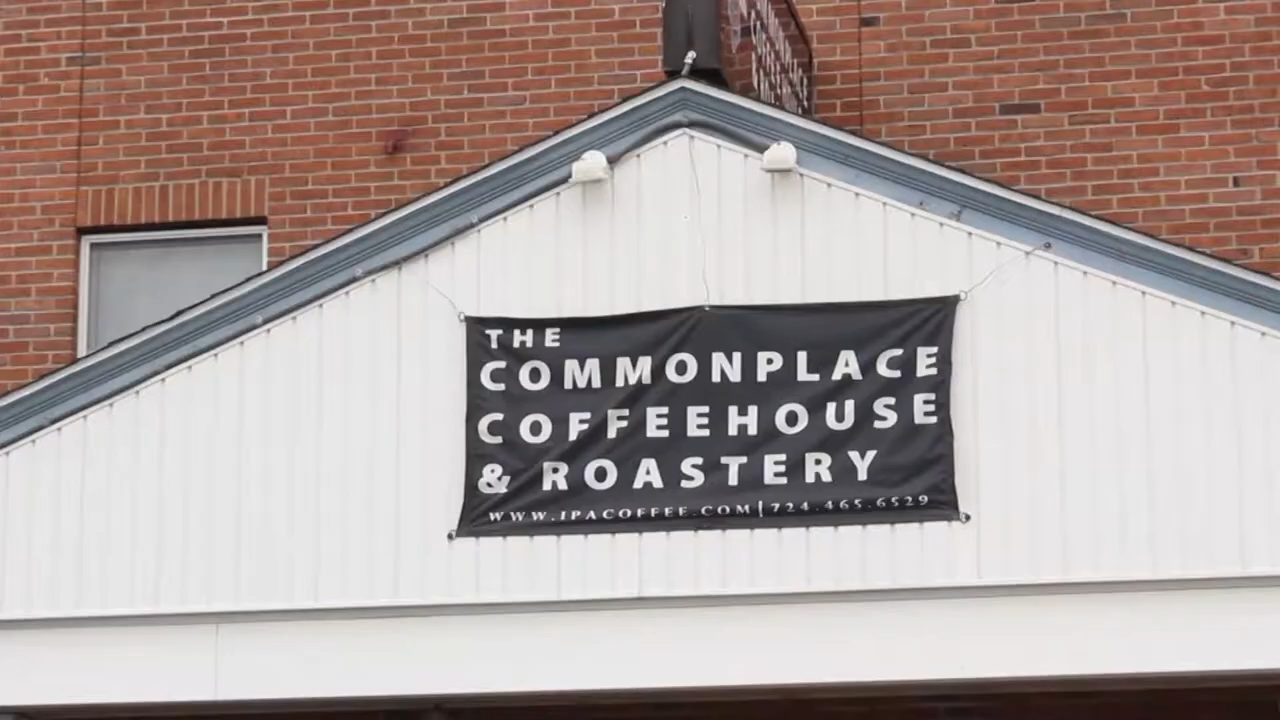 THE
COMMONPLACE
COFFEEHOUSE
& ROASTERY
WWW.IPACOFFEE.COM|724.465.6529